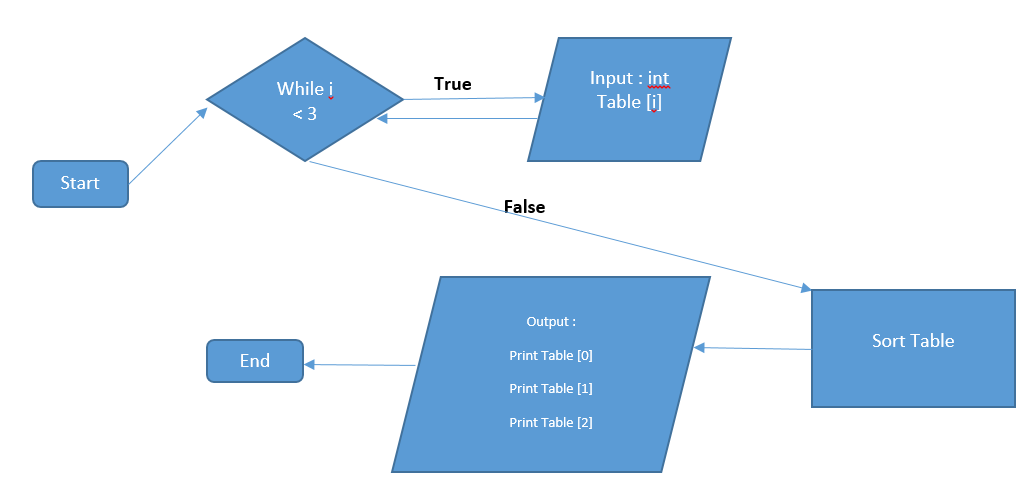 Start
While i
< 3
True
Input : int
Table [i]
False
Sort Table
Output :
Print Table [0]
Print Table [1]
Print Table [2]
End